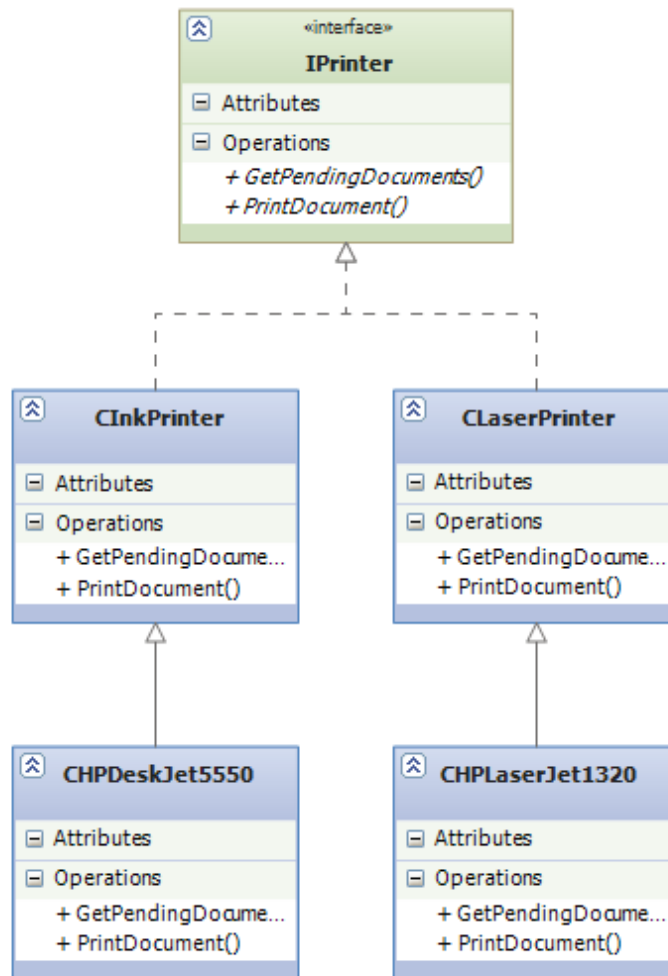 «interface»
IPrinter
Attributes
Operations
+ GetPendingDocuments()
+ PrintDocument()
CInkPrinter
Attributes
Operations
+ GetPendingDocume...
+ PrintDocument()
CLaserPrinter
Attributes
Operations
+ GetPendingDocume...
+ PrintDocument()
CHPDeskJet5550
Attributes
Operations
+ GetPendingDocume...
+ PrintDocument()
CHPLaserJet1320
Attributes
Operations
+ GetPendingDocume...
+ PrintDocument()